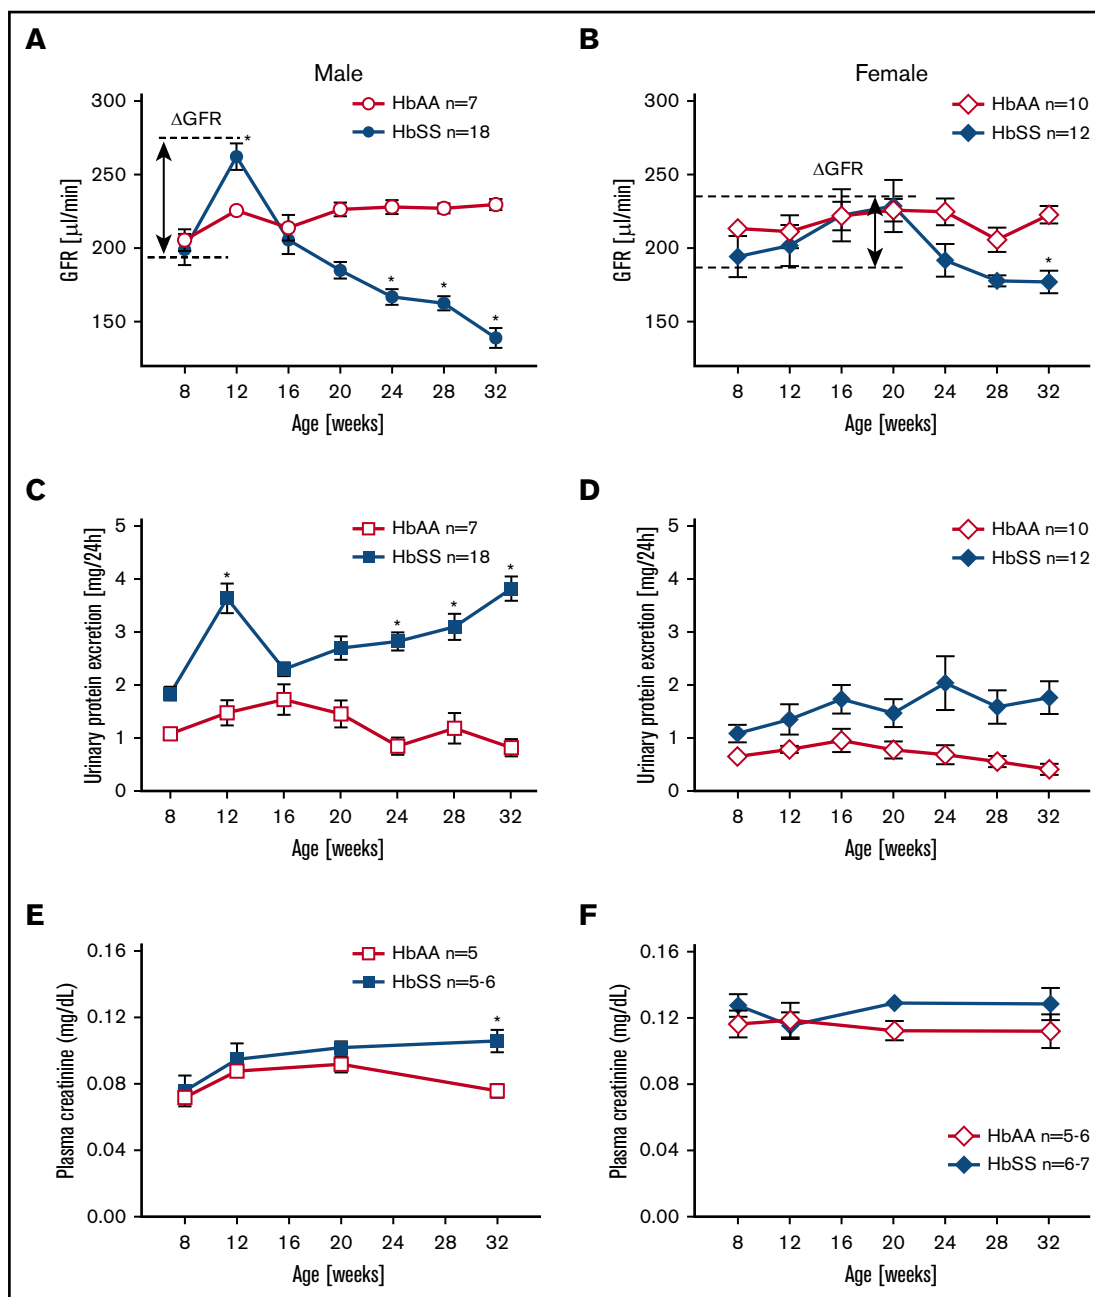 A
Male
GFR [µl/min]
300
250
200
150
ΔGFR
*
HbAA n=7
HbSS n=18
*
*
*
8 12 16 20 24 28 32
Age [weeks]
B
Female
GFR [µl/min]
300
250
200
150
ΔGFR
HbAA n=10
HbSS n=12
*
8 12 16 20 24 28 32
Age [weeks]
C
Urinary protein excretion [mg/24h]
5
4
3
2
1
0
HbAA n=7
HbSS n=18
*
*
*
*
8 12 16 20 24 28 32
Age [weeks]
D
Urinary protein excretion [mg/24h]
5
4
3
2
1
0
HbAA n=10
HbSS n=12
8 12 16 20 24 28 32
Age [weeks]
E
Plasma creatinine (mg/dL)
0.16
0.12
0.08
0.04
0.00
HbAA n=5
HbSS n=5-6
*
8 12 16 20 24 28 32
Age [weeks]
F
Plasma creatinine (mg/dL)
0.16
0.12
0.08
0.04
0.00
HbAA n=5-6
HbSS n=6-7
8 12 16 20 24 28 32
Age [weeks]